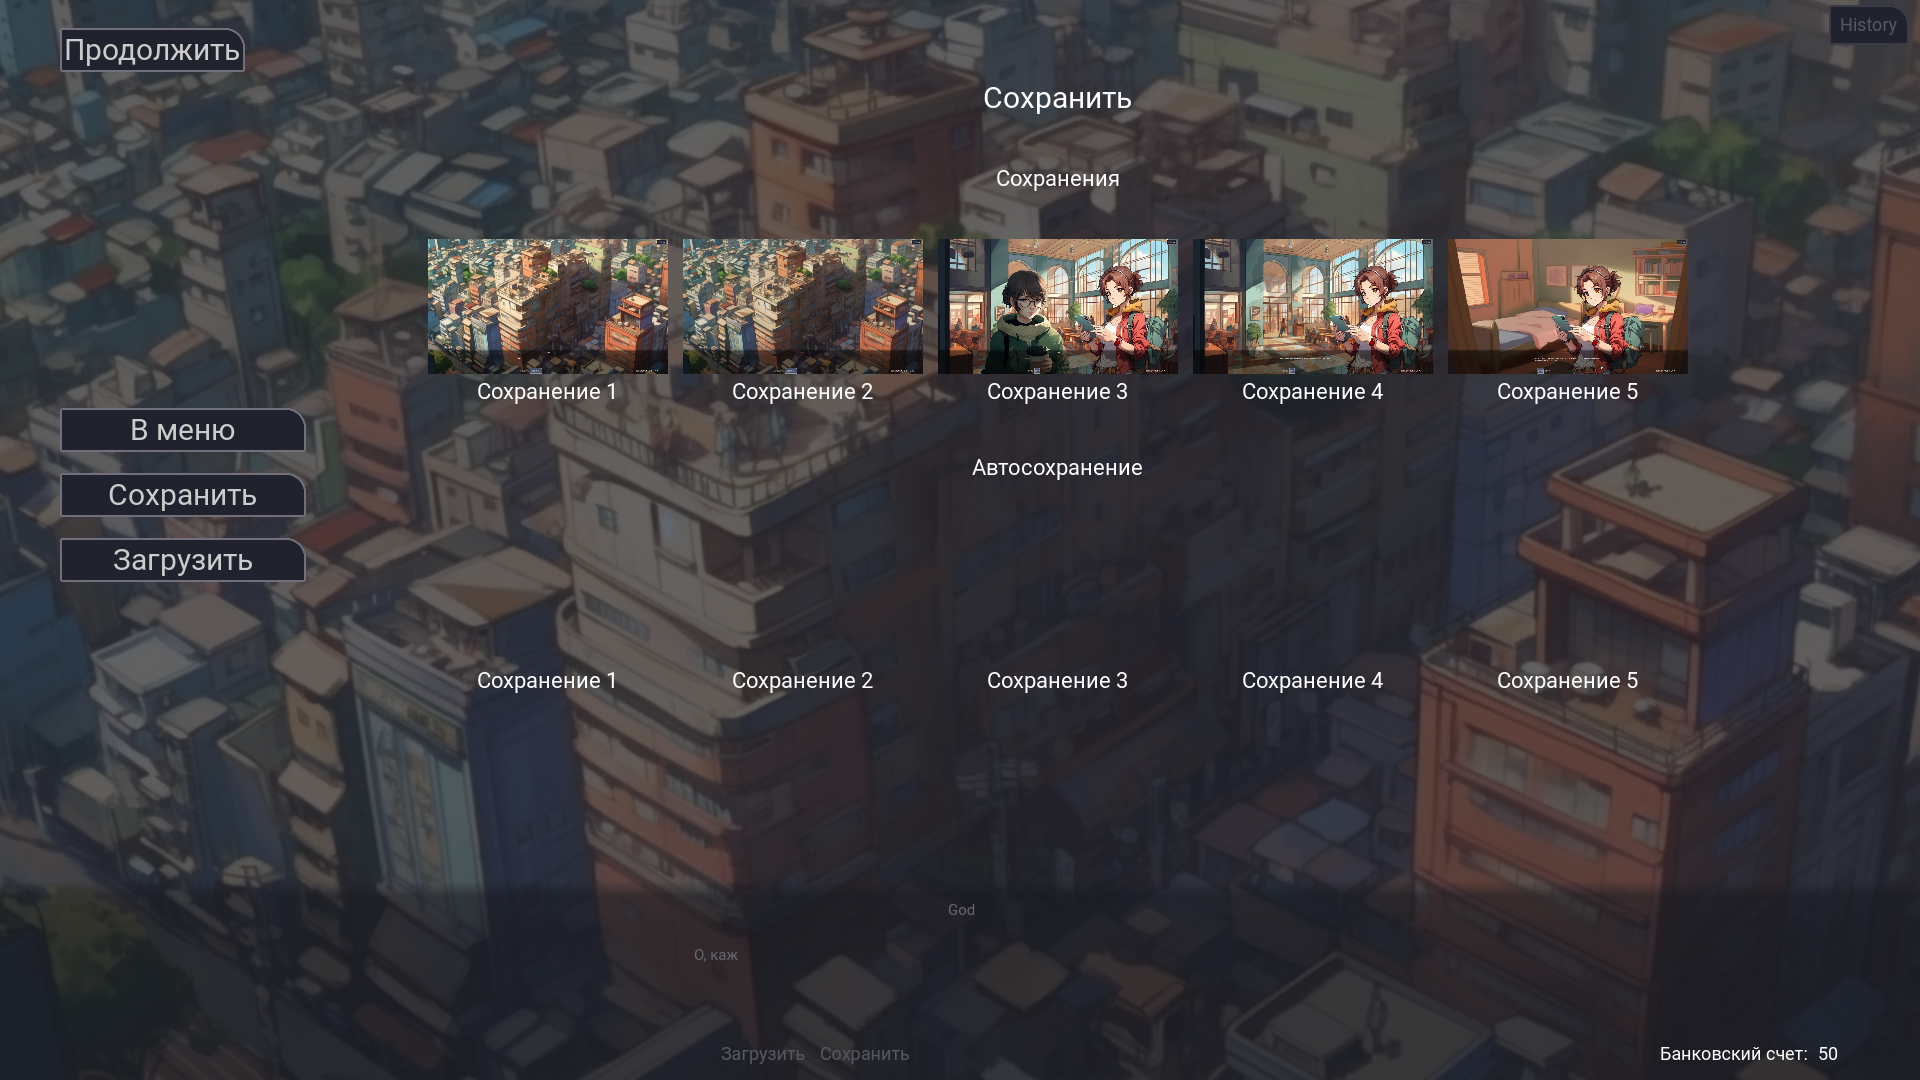 Продолжить
History
Сохранить
Сохранения
Сохранение 1
Сохранение 2
Сохранение 3
Сохранение 4
Сохранение 5
В меню
Автосохранение
Сохранить
Загрузить
Сохранение 1
Сохранение 2
Сохранение 3
Сохранение 4
Сохранение 5
God
О, каж
Загрузить
Сохранить
Банковский счет: 50